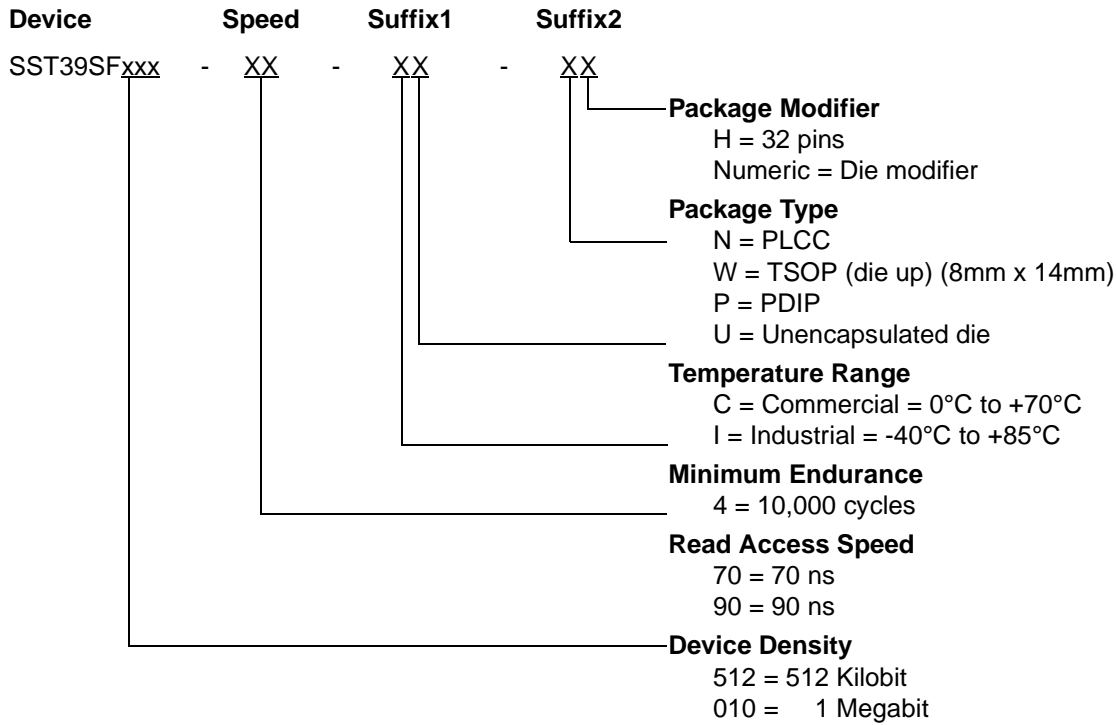 Device Speed Suffix1 Suffix2
SST39SFxxx - XX - XX - XX
Package Modifier
H = 32 pins
Numeric = Die modifier
Package Type
N = PLCC
W = TSOP (die up) (8mm x 14mm)
P = PDIP
U = Unencapsulated die
Temperature Range
C = Commercial = 0°C to +70°C
I = Industrial = -40°C to +85°C
Minimum Endurance
4 = 10,000 cycles
Read Access Speed
70 = 70 ns
90 = 90 ns
Device Density
512 = 512 Kilobit
010 = 1 Megabit